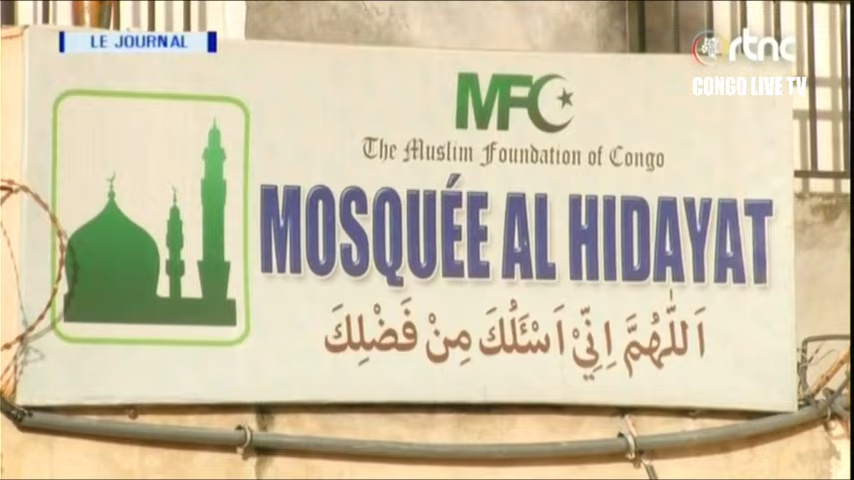 LE JOURNAL
rtnc
CONGO LIVE TV
MFC
The Muslim Foundation of Congo
MOSQUÉE AL HIDAYAT
اَللّٰهُمَّ اِنِّيْ اَسْئَلُكَ مِنْ فَضْلِكَ